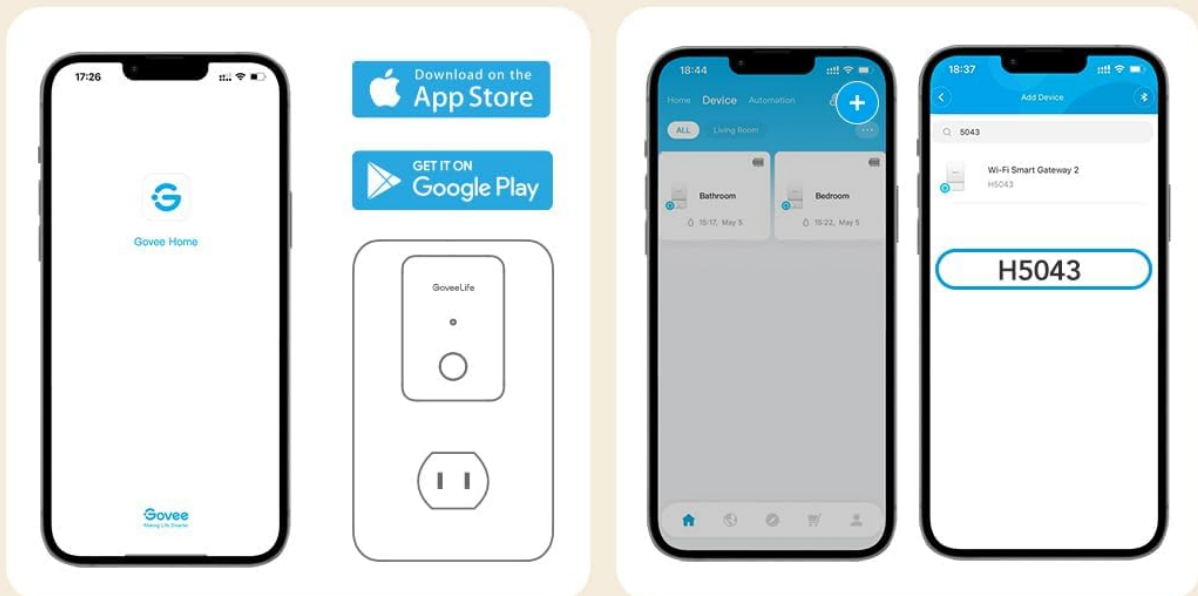 17:26
Govee Home
Govee
Making Life Smarter
Download on the
App Store
GET IT ON
Google Play
GoveeLife
18:44
Home Device Automation
ALL Living Room
Bathroom
15:17, May 5
Bedroom
15:22, May 5
18:37
Add Device
5043
Wi-Fi Smart Gateway 2
H5043
H5043